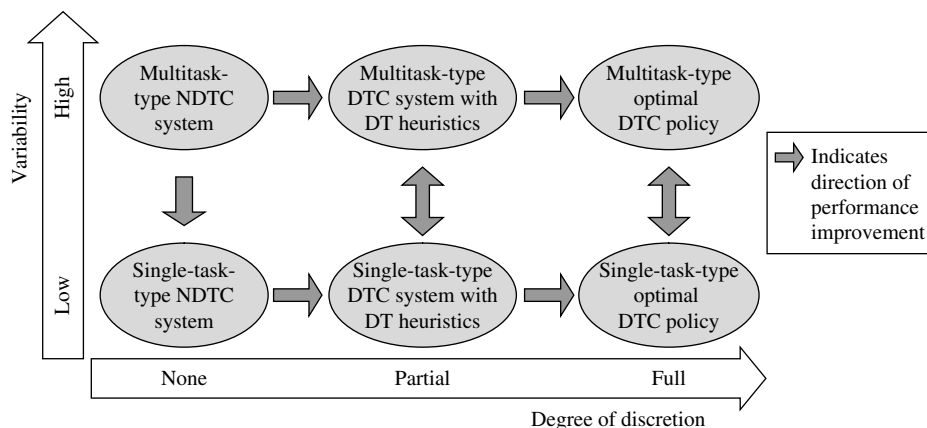 Variability
High
Low
Multitask-
type NDTC
system
Multitask-type
DTC system with
DT heuristics
Multitask-type
optimal
DTC policy
Indicates
direction of
performance
improvement
Single-task-
type NDTC
system
Single-task-type
DTC system with
DT heuristics
Single-task-type
optimal
DTC policy
None
Partial
Full
Degree of discretion